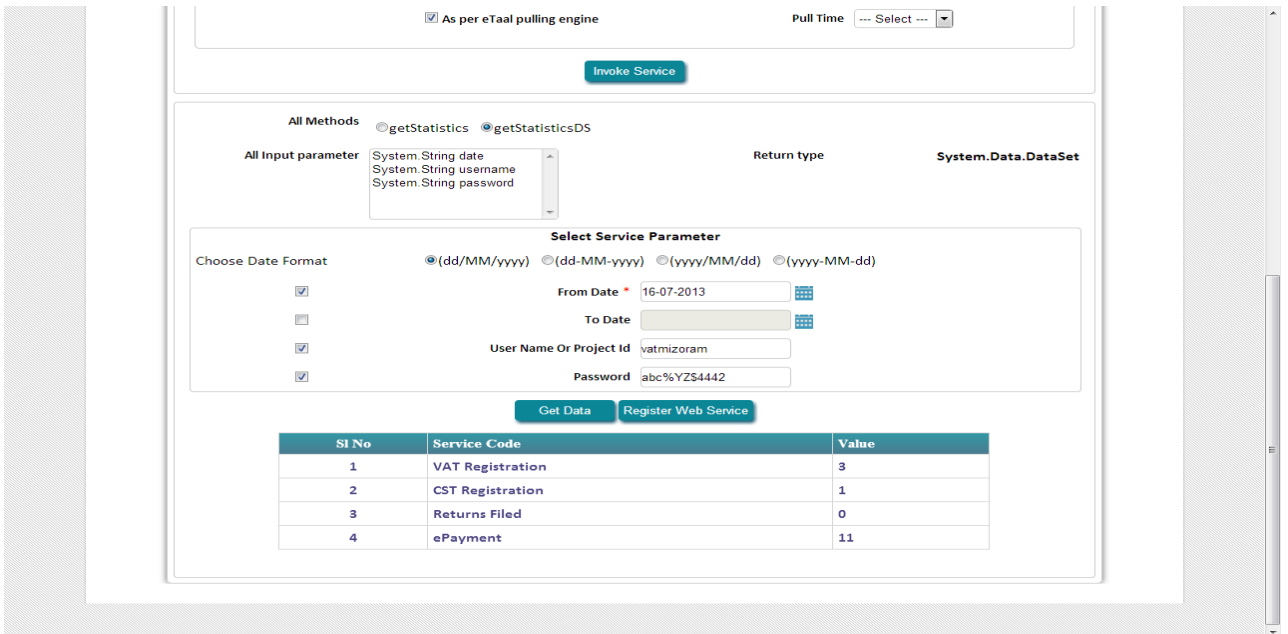 As per eTaal pulling engine Pull Time --- Select ---
Invoke Service
All Methods getStatistics getStatisticsDS
All Input parameter System.String date Return type System.Data.DataSet
System.String username
System.String password
Select Service Parameter
Choose Date Format (dd/MM/yyyy) (dd-MM-yyyy) (yyyy/MM/dd) (yyyy-MM-dd)
From Date * 16-07-2013
To Date
User Name Or Project Id vatmizoram
Password abc%YZ$4442
Get Data Register Web Service
Sl No Service Code Value
1 VAT Registration 3
2 CST Registration 1
3 Returns Filed 0
4 ePayment 11